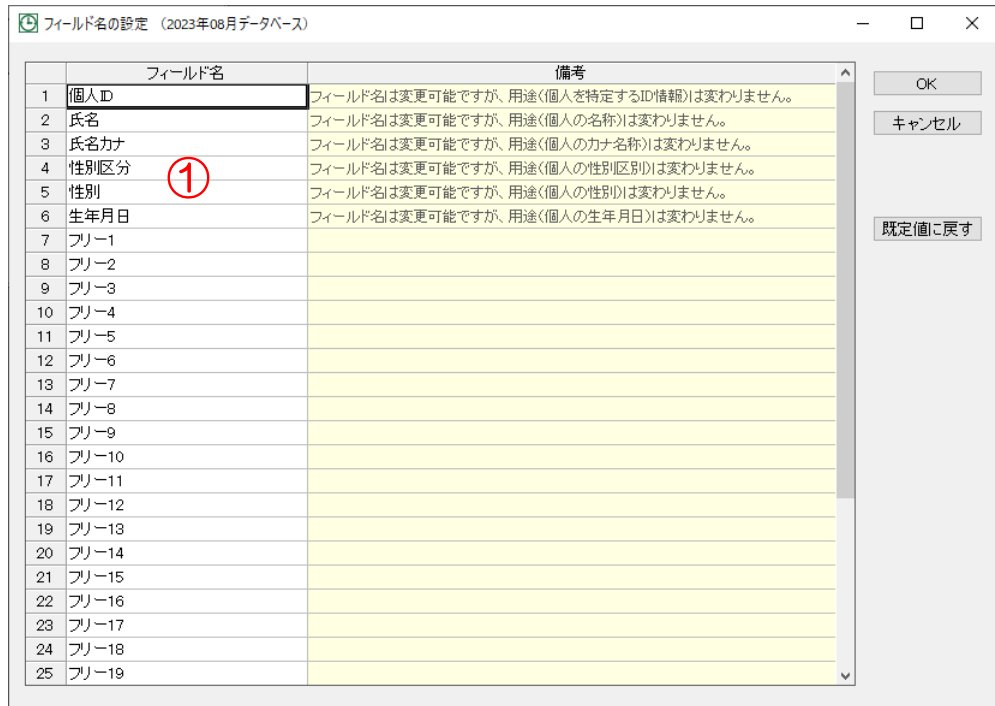 フィールド名の設定 （2023年08月データベース）
フィールド名 備考
1 個人ID フィールド名は変更可能ですが、用途(個人を特定するID情報)は変わりません。
2 氏名 フィールド名は変更可能ですが、用途(個人の名称)は変わりません。
3 氏名カナ フィールド名は変更可能ですが、用途(個人のカナ名称)は変わりません。
4 性別区分 フィールド名は変更可能ですが、用途(個人の性別区別)は変わりません。
5 性別 フィールド名は変更可能ですが、用途(個人の性別)は変わりません。
6 生年月日 フィールド名は変更可能ですが、用途(個人の生年月日)は変わりません。
①
7 フリー1
8 フリー2
9 フリー3
10 フリー4
11 フリー5
12 フリー6
13 フリー7
14 フリー8
15 フリー9
16 フリー10
17 フリー11
18 フリー12
19 フリー13
20 フリー14
21 フリー15
22 フリー16
23 フリー17
24 フリー18
25 フリー19
OK
キャンセル
既定値に戻す